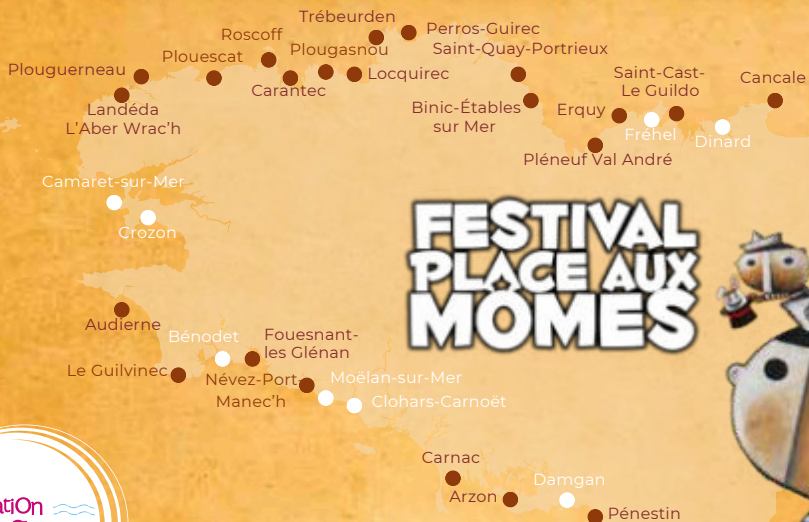 Trébeurden
Perros-Guirec
Roscoff
Plougasnou
Saint-Quay-Portrieux
Plouescat
Plouguerneau
Locquirec
Saint-Cast-
Le Guildo
Cancale
Carantec
Landéda
L'Aber Wrac'h
Binic-Étables
sur Mer
Erquy
Fréhel
Dinard
Pléneuf Val André
Camaret-sur-Mer
Crozon
FESTIVAL
PLACE AUX
MÔMES
Audierne
Bénodet
Fouesnant-
les Glénan
Le Guilvinec
Névez-Port-
Manec'h
Moëlan-sur-Mer
Clohars-Carnoët
Carnac
Damgan
Arzon
Pénestin